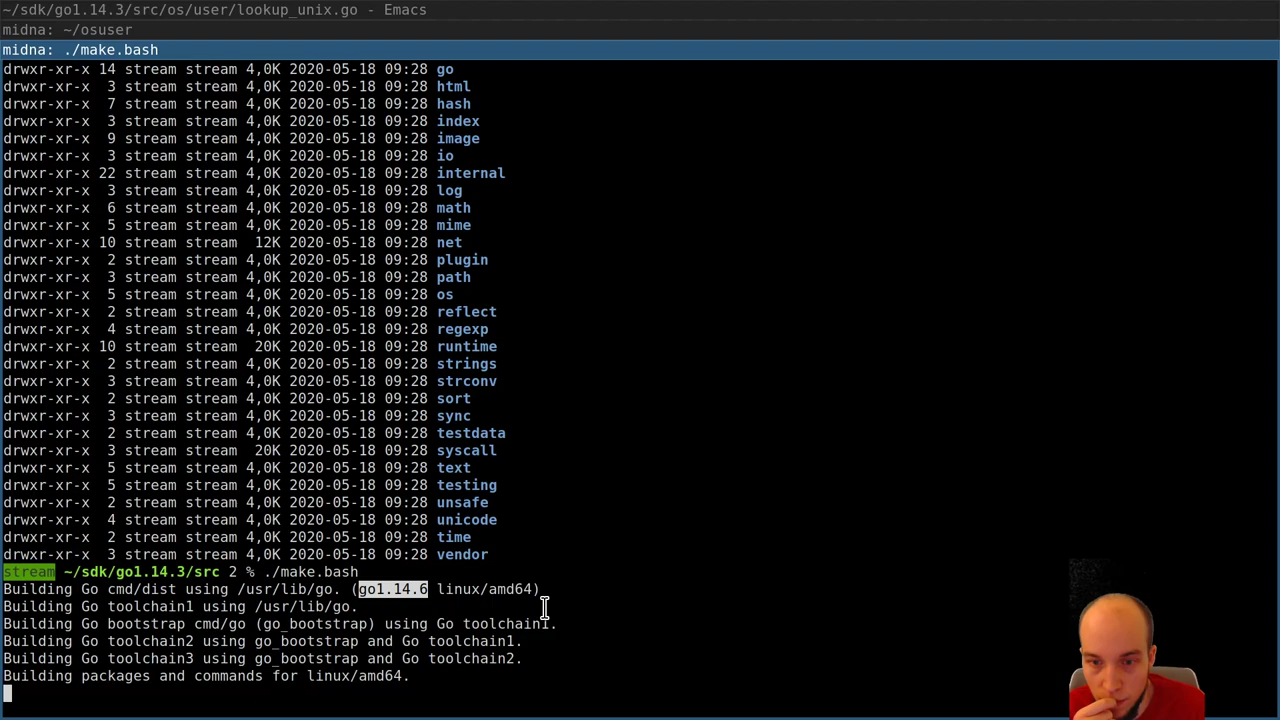 ~/sdk/go1.14.3/src/os/user/lookup_unix.go - Emacs
midna: ~/osuser
midna: ./make.bash
drwxr-xr-x 14 stream stream 4,0K 2020-05-18 09:28 go
drwxr-xr-x  3 stream stream 4,0K 2020-05-18 09:28 html
drwxr-xr-x  7 stream stream 4,0K 2020-05-18 09:28 hash
drwxr-xr-x  3 stream stream 4,0K 2020-05-18 09:28 index
drwxr-xr-x  9 stream stream 4,0K 2020-05-18 09:28 image
drwxr-xr-x  3 stream stream 4,0K 2020-05-18 09:28 io
drwxr-xr-x 22 stream stream 4,0K 2020-05-18 09:28 internal
drwxr-xr-x  3 stream stream 4,0K 2020-05-18 09:28 log
drwxr-xr-x  6 stream stream 4,0K 2020-05-18 09:28 math
drwxr-xr-x  5 stream stream 4,0K 2020-05-18 09:28 mime
drwxr-xr-x 10 stream stream  12K 2020-05-18 09:28 net
drwxr-xr-x  2 stream stream 4,0K 2020-05-18 09:28 plugin
drwxr-xr-x  3 stream stream 4,0K 2020-05-18 09:28 path
drwxr-xr-x  5 stream stream 4,0K 2020-05-18 09:28 os
drwxr-xr-x  2 stream stream 4,0K 2020-05-18 09:28 reflect
drwxr-xr-x  4 stream stream 4,0K 2020-05-18 09:28 regexp
drwxr-xr-x 10 stream stream  20K 2020-05-18 09:28 runtime
drwxr-xr-x  2 stream stream 4,0K 2020-05-18 09:28 strings
drwxr-xr-x  3 stream stream 4,0K 2020-05-18 09:28 strconv
drwxr-xr-x  2 stream stream 4,0K 2020-05-18 09:28 sort
drwxr-xr-x  3 stream stream 4,0K 2020-05-18 09:28 sync
drwxr-xr-x  2 stream stream 4,0K 2020-05-18 09:28 testdata
drwxr-xr-x  3 stream stream  20K 2020-05-18 09:28 syscall
drwxr-xr-x  5 stream stream 4,0K 2020-05-18 09:28 text
drwxr-xr-x  5 stream stream 4,0K 2020-05-18 09:28 testing
drwxr-xr-x  2 stream stream 4,0K 2020-05-18 09:28 unsafe
drwxr-xr-x  4 stream stream 4,0K 2020-05-18 09:28 unicode
drwxr-xr-x  2 stream stream 4,0K 2020-05-18 09:28 time
drwxr-xr-x  3 stream stream 4,0K 2020-05-18 09:28 vendor
stream ~/sdk/go1.14.3/src 2 % ./make.bash
Building Go cmd/dist using /usr/lib/go. (go1.14.6 linux/amd64)
Building Go toolchain1 using /usr/lib/go.
Building Go bootstrap cmd/go (go_bootstrap) using Go toolchain1.
Building Go toolchain2 using go_bootstrap and Go toolchain1.
Building Go toolchain3 using go_bootstrap and Go toolchain2.
Building packages and commands for linux/amd64.